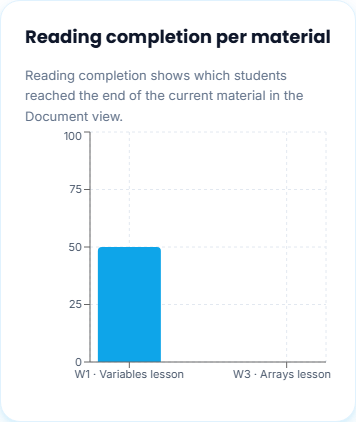 Reading completion per material
Reading completion shows which students
reached the end of the current material in the
Document view.
100
75
50
25
0
W1 · Variables lesson
W3 · Arrays lesson